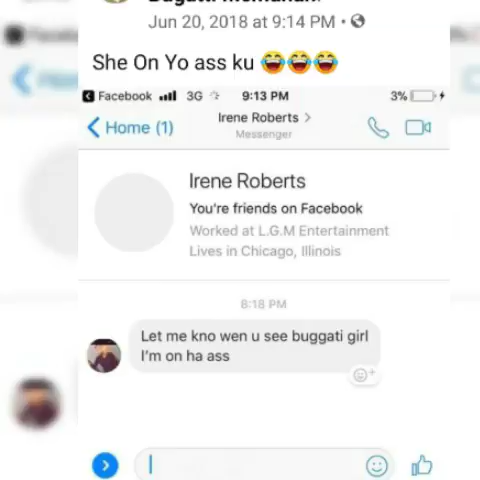 Jun 20, 2018 at 9:14 PM
She On Yo ass ku 😂😂😂
Facebook 3G 9:13 PM 3%
Home (1) Irene Roberts
Messenger
Irene Roberts
You're friends on Facebook
Worked at L.G.M Entertainment
Lives in Chicago, Illinois
8:18 PM
Let me kno wen u see buggati girl
I'm on ha ass